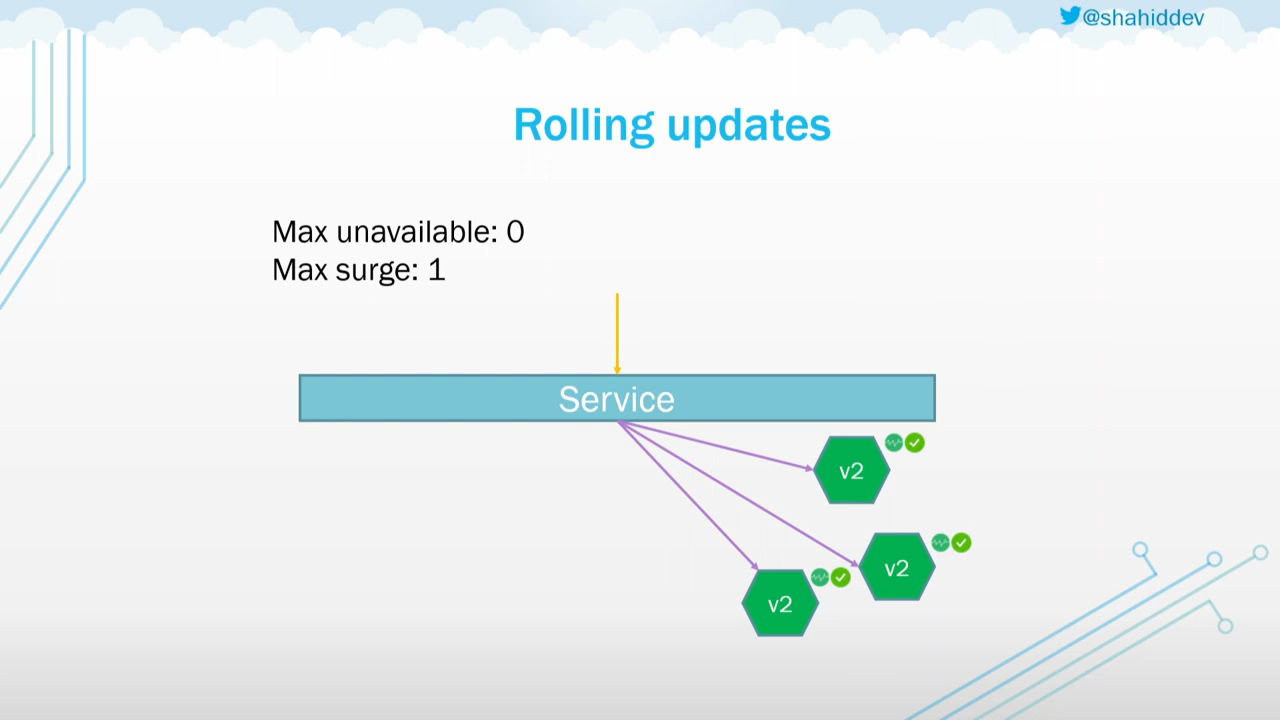 @shahiddev
Rolling updates
Max unavailable: 0
Max surge: 1
Service
v2
v2
v2